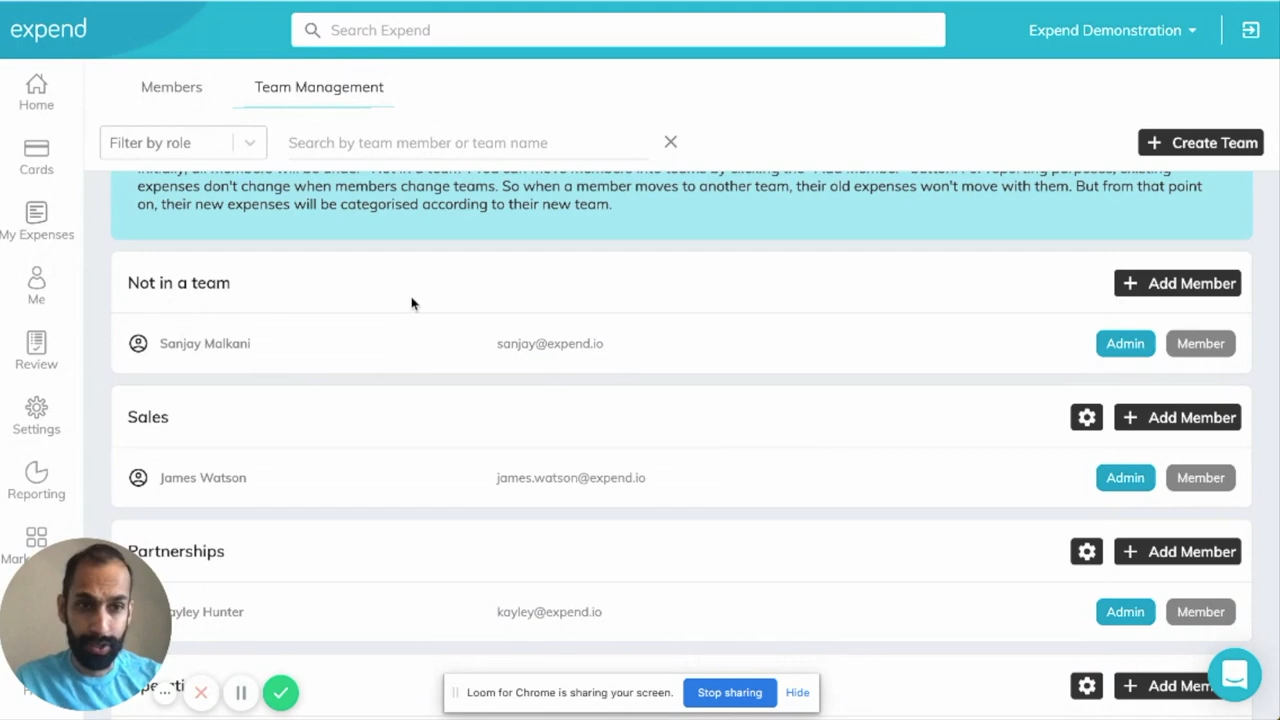 expend
Search Expend
Expend Demonstration
Home
Cards
My Expenses
Me
Review
Settings
Reporting
Members
Team Management
Filter by role
Search by team member or team name
+ Create Team
expenses don't change when members change teams. So when a member moves to another team, their old expenses won't move with them. But from that point
on, their new expenses will be categorised according to their new team.
Not in a team
+ Add Member
Sanjay Malkani
sanjay@expend.io
Admin
Member
Sales
+ Add Member
James Watson
james.watson@expend.io
Admin
Member
Partnerships
+ Add Member
Hunter
kayley@expend.io
Admin
Member
+ Add
Loom for Chrome is sharing your screen.
Stop sharing
Hide